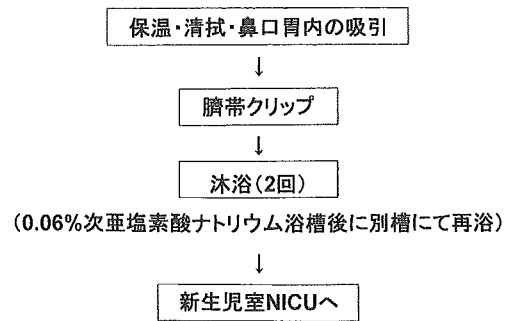 保温・清拭・鼻口胃内の吸引
↓
臍帯クリップ
↓
沐浴(2回)
(0.06%次亜塩素酸ナトリウム浴槽後に別槽にて再浴)
↓
新生児室NICUへ